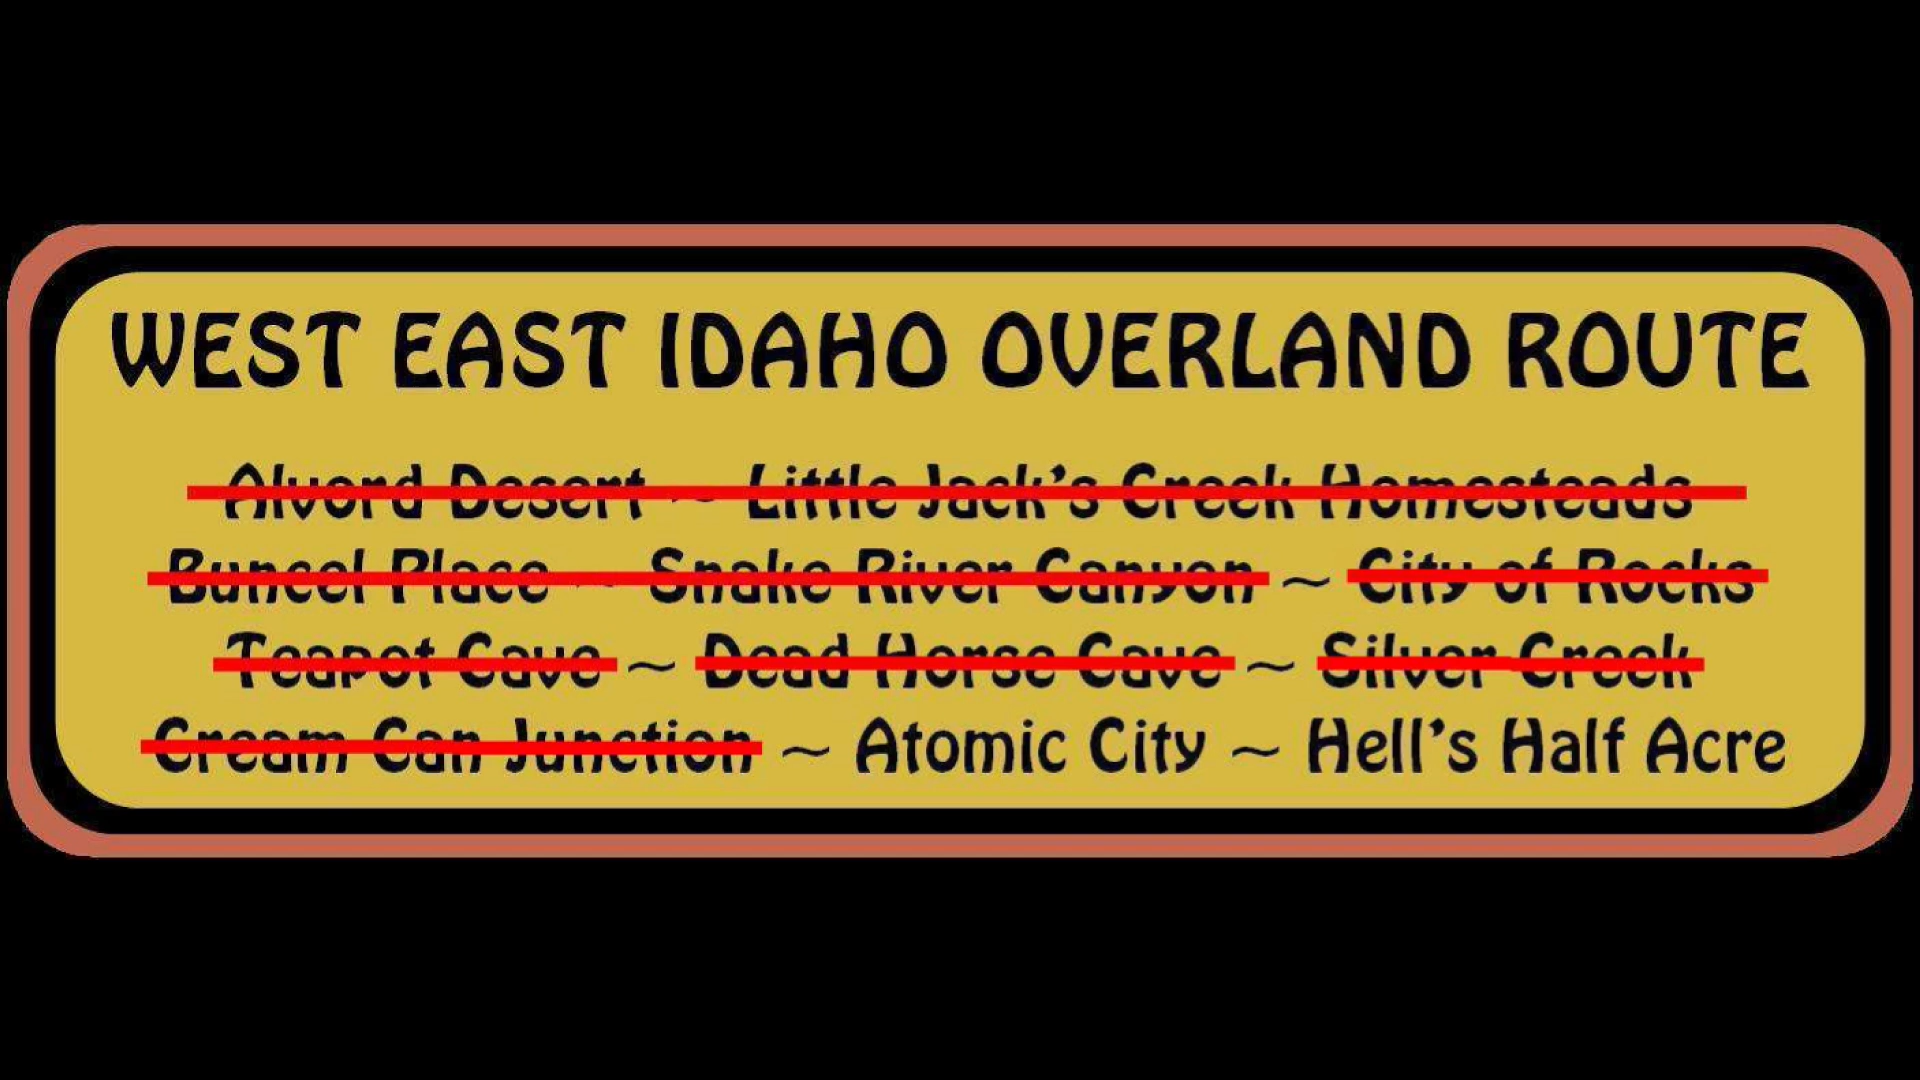 WEST EAST IDAHO OVERLAND ROUTE
Alvord Desert ~ Little Jack's Creek Homesteads
Buncel Place ~ Snake River Canyon ~ City of Rocks
Teapot Cave ~ Dead Horse Cave ~ Silver Creek
Cream Can Junction ~ Atomic City ~ Hell's Half Acre